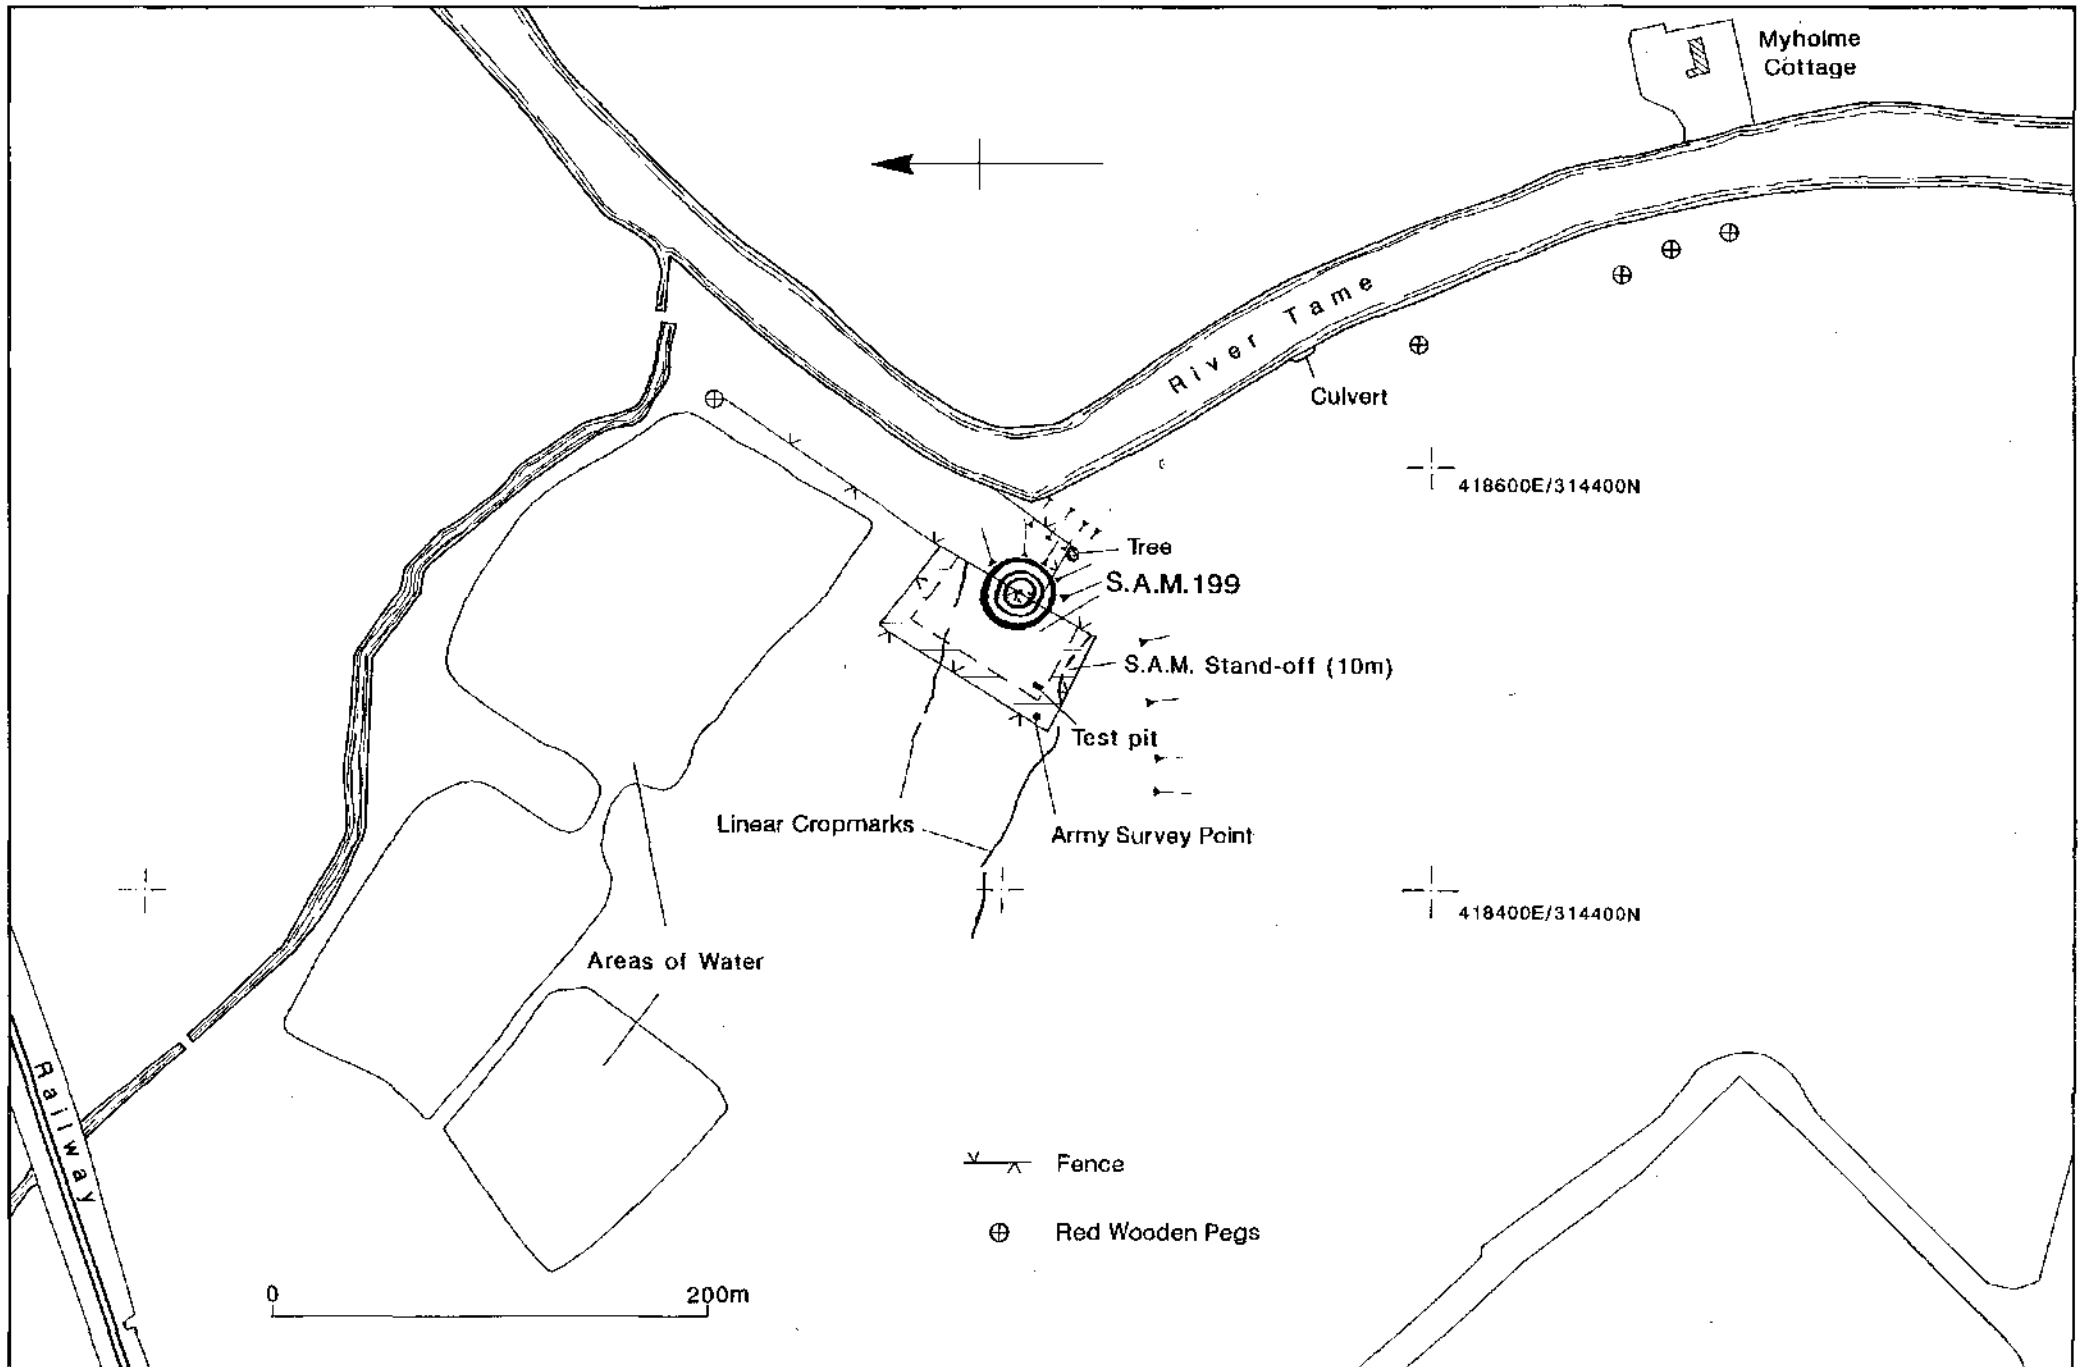 Myholme
Cottage
River Tame
Culvert
418600E/314400N
Tree
S.A.M.199
S.A.M. Stand-off (10m)
Test pit
Linear Cropmarks
Army Survey Point
418400E/314400N
Areas of Water
Railway
Fence
Red Wooden Pegs
0
200m